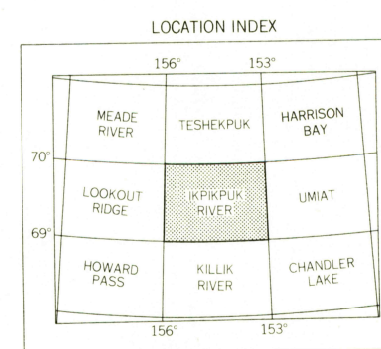 LOCATION INDEX
156° 153°
MEADE
RIVER
TESHEKPUK
HARRISON
BAY
70°
LOOKOUT
RIDGE
IKPIKPUK
RIVER
UMIAT
69°
HOWARD
PASS
KILLIK
RIVER
CHANDLER
LAKE
156° 153°